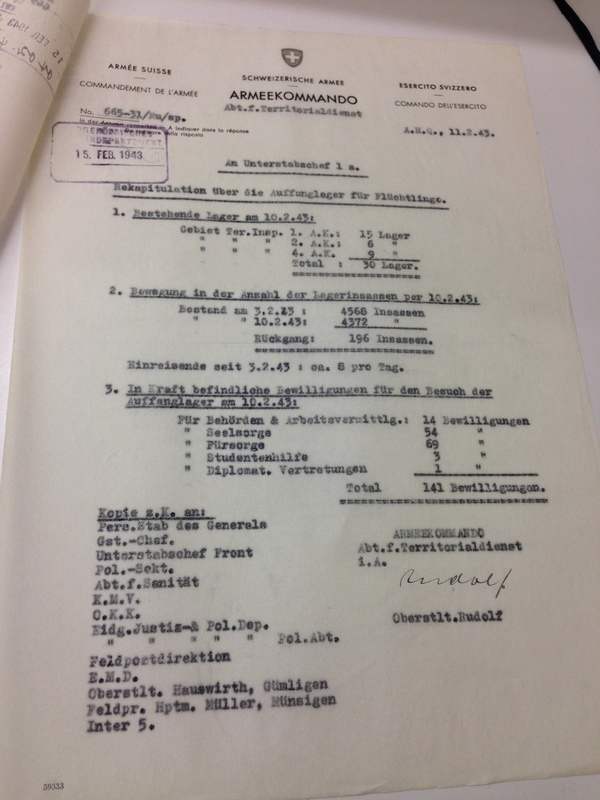 ARMÉE SUISSE
COMMANDEMENT DE L'ARMÉE
SCHWEIZERISCHE ARMEE
ARMEEKOMMANDO
Abt.f.Territorialdienst
ESERCITO SVIZZERO
COMANDO DELL'ESERCITO
No. 665-31/Ru/sp.
A indiquer dans la réponse
DEPARTEMENT
15. FEB. 1943
A.H.Q., 11.2.43.
An Unterstabschef 1 a.
Rekapitulation über die Auffanglager für Flüchtlinge.
1. Bestehende Lager am 10.2.43:
Gebiet Ter.Insp. 1. A.K.: 15 Lager
" " " 2. A.K.: 6 "
" " " 4. A.K. 9 "
Total : 30 Lager.
2. Bewegung in der Anzahl der Lagerinsassen per 10.2.43:
Bestand am 3.2.43 : 4568 Insassen
" " 10.2.43: 4372 "
Rückgang: 196 Insassen.
Einreisende seit 3.2.43 : ca. 8 pro Tag.
3. In Kraft befindliche Bewilligungen für den Besuch der
Auffanglager am 10.2.43:
Für Behörden & Arbeitsvermittlg.: 14 Bewilligungen
" Seelsorge 54 "
" Fürsorge 69 "
" Studentenhilfe 3 "
" Diplomat. Vertretungen 1 "
Total 141 Bewilligungen.
Kopie z.K. an:
Pers.Stab des Generals
Gst.-Chef.
Unterstabschef Front
Pol.-Sekt.
Abt.f.Sanität
K.M.V.
O.K.K.
Eidg.Justiz-& Pol.Dep.
" " " " " Pol.Abt.
Feldpostdirektion
E.M.D.
Oberstlt. Hauswirth, Gümligen
Feldpr. Hptm. Müller, Münsigen
Inter 5.
ARMEEKOMMANDO
Abt.f.Territorialdienst
i.A.
Rudolf
Oberstlt.Rudolf
59333